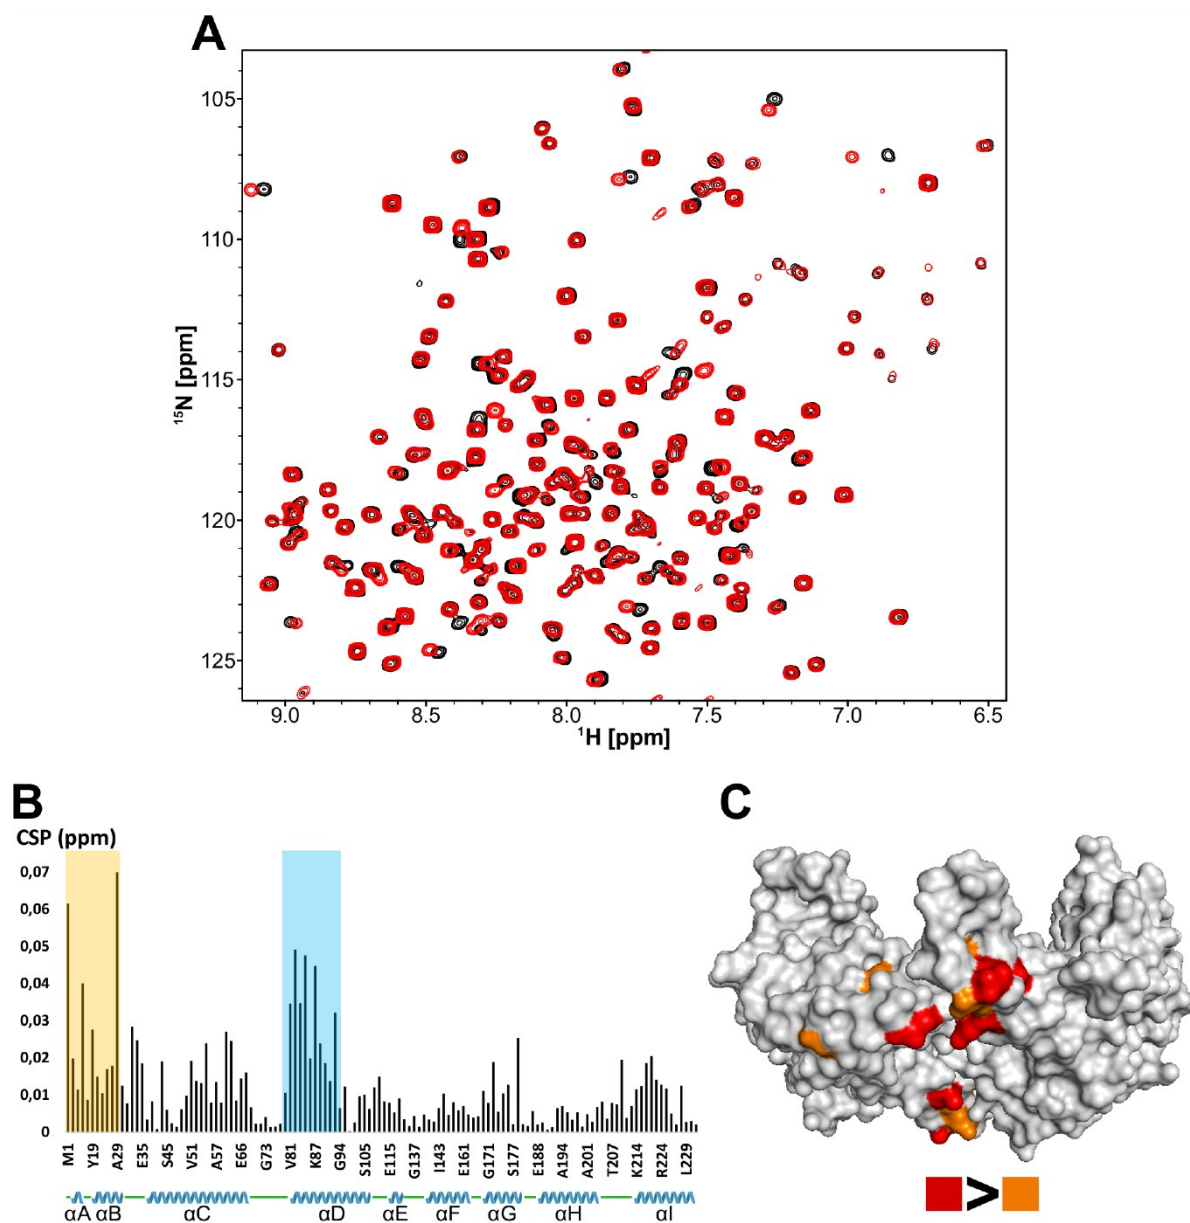 A
105
110
115
120
125
¹⁵N [ppm]
9.0 8.5 8.0 7.5 7.0 6.5
¹H [ppm]
B
CSP (ppm)
0,07
0,06
0,05
0,04
0,03
0,02
0,01
0
M1 Y19 A29 E35 S45 V51 A57 E66 G73 V81 K87 G94 S105 E115 G137 I143 E161 G171 S177 E188 A194 A201 T207 K214 R224 L229
αA αB αC αD αE αF αG αH αI
C
>